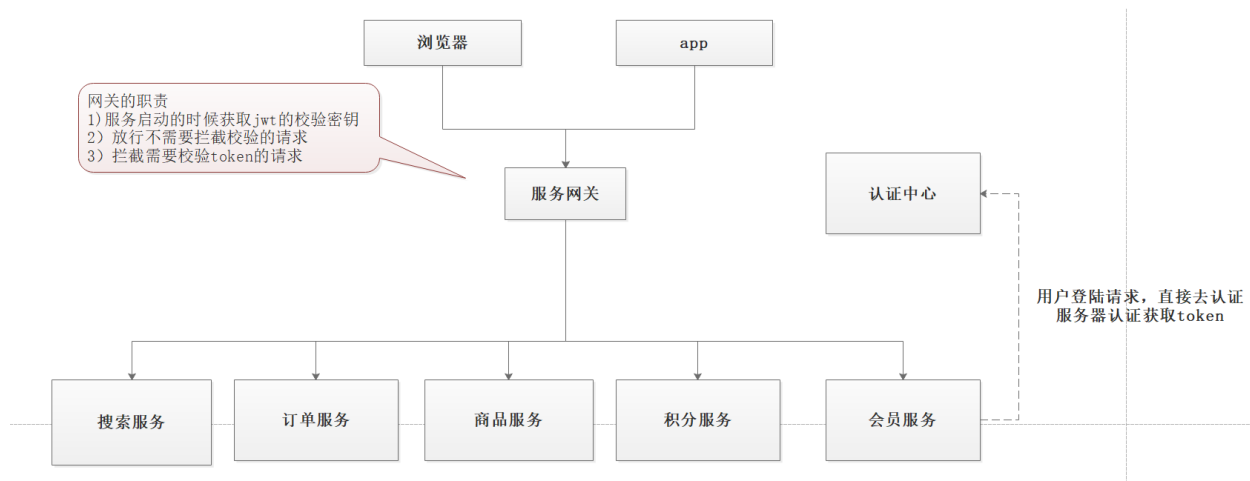 浏览器
app
网关的职责
1)服务启动的时候获取jwt的校验密钥
2）放行不需要拦截校验的请求
3）拦截需要校验token的请求
服务网关
认证中心
用户登陆请求，直接去认证
服务器认证获取token
搜索服务
订单服务
商品服务
积分服务
会员服务